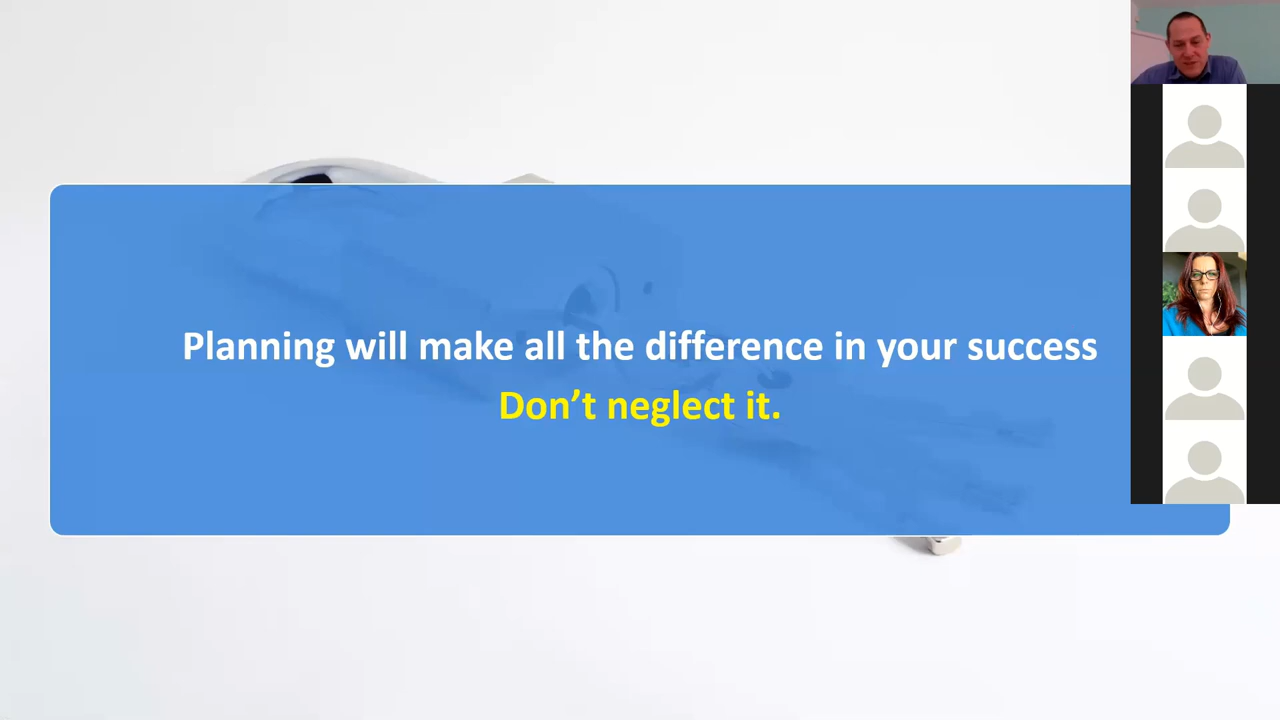 Planning will make all the difference in your success
Don’t neglect it.